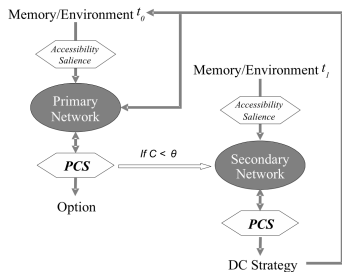 Memory/Environment t0
Accessibility
Salience
Primary
Network
PCS
Option
If C < θ
Memory/Environment t1
Accessibility
Salience
Secondary
Network
PCS
DC Strategy